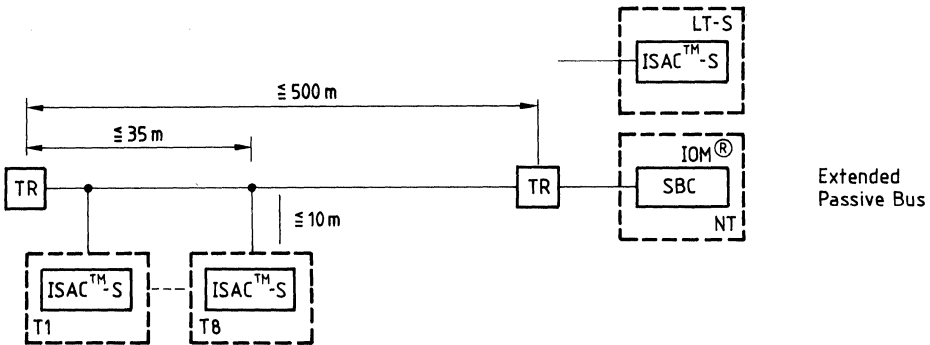 LT-S
ISAC™-S
≦500 m
≦35 m
IOM®
TR
TR
SBC
Extended
Passive Bus
≦10 m
NT
ISAC™-S
ISAC™-S
T1
T8